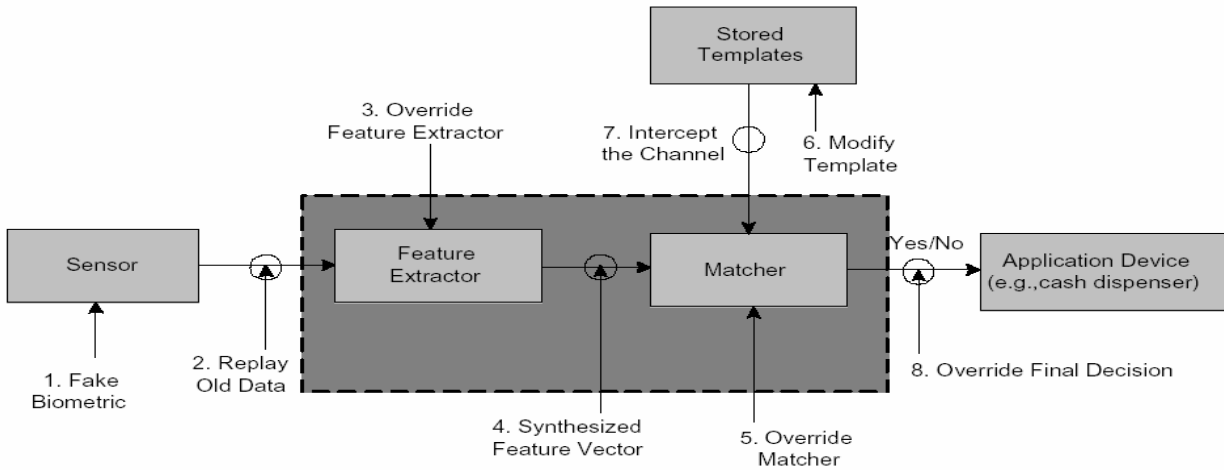 Stored
Templates
3. Override
Feature Extractor
7. Intercept
the Channel
6. Modify
Template
Sensor
Feature
Extractor
Matcher
Yes/No
Application Device
(e.g.,cash dispenser)
1. Fake
Biometric
2. Replay
Old Data
4. Synthesized
Feature Vector
5. Override
Matcher
8. Override Final Decision